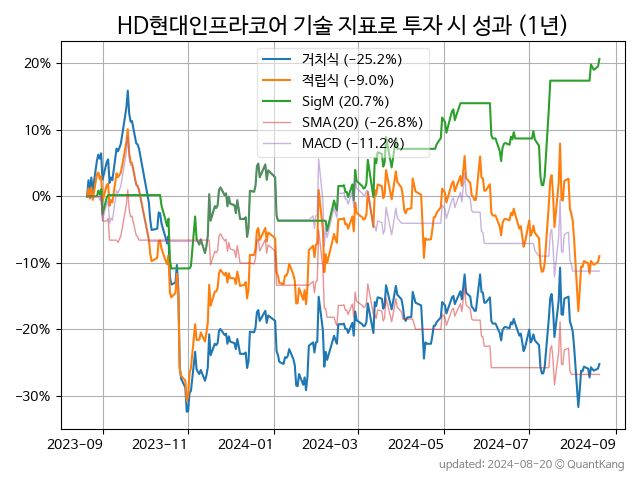 HD현대인프라코어 기술 지표로 투자 시 성과 (1년)
거치식 (−25.2%)
적립식 (−9.0%)
SigM (20.7%)
SMA(20) (−26.8%)
MACD (−11.2%)
20%
10%
0%
−10%
−20%
−30%
2023-09 2023-11 2024-01 2024-03 2024-05 2024-07 2024-09
updated: 2024-08-20 © QuantKang